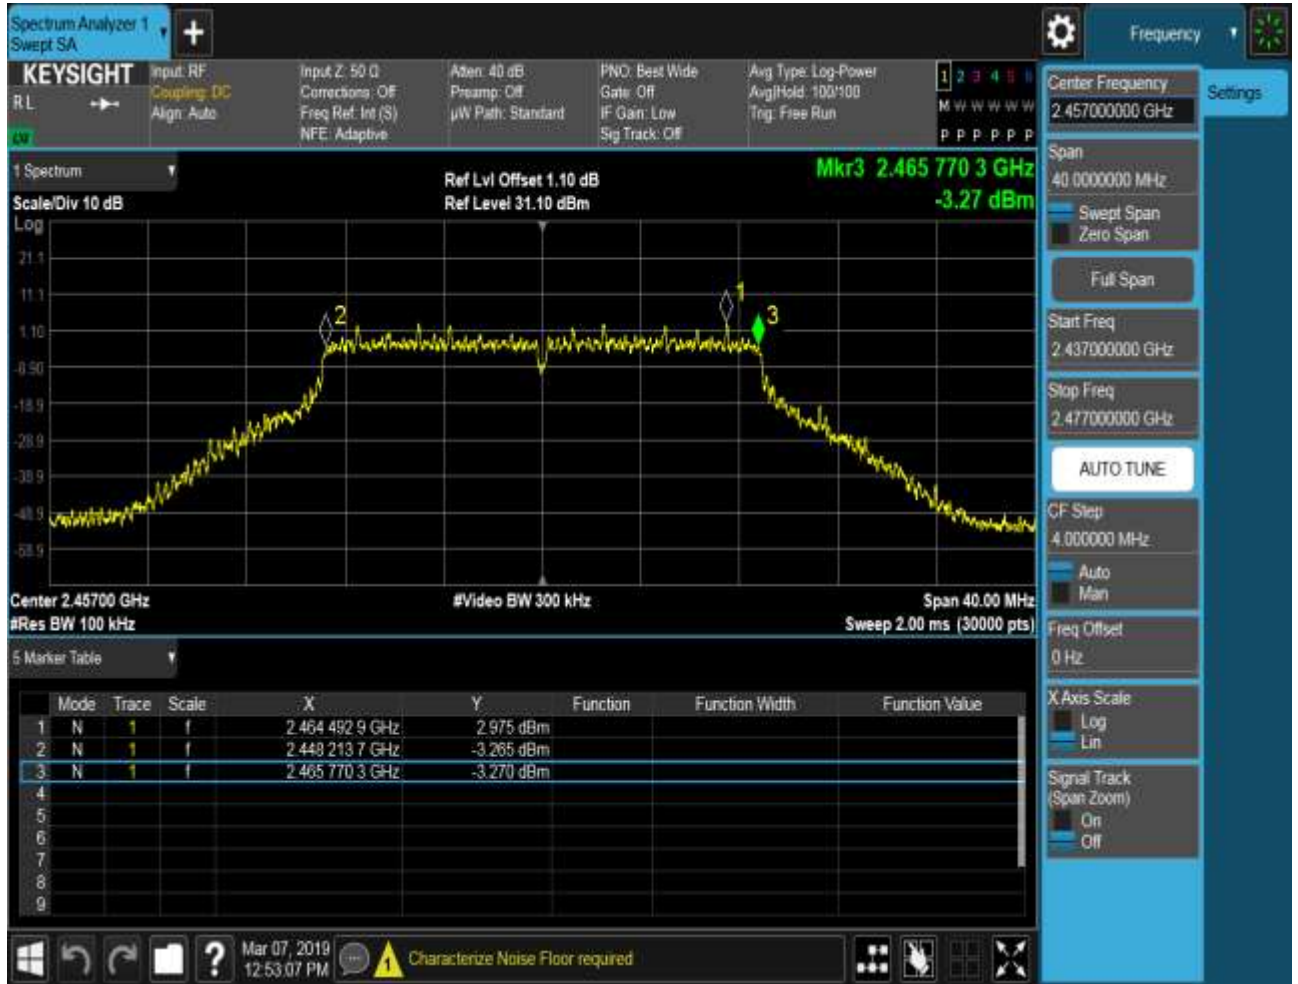 Spectrum Analyzer 1
Swept SA
+
Frequency
KEYSIGHT
RL
Input: RF
Coupling: DC
Align: Auto
Input Z: 50 Ω
Corrections: Off
Freq Ref: Int (S)
NFE: Adaptive
Atten: 40 dB
Preamp: Off
µW Path: Standard
PNO: Best Wide
Gate: Off
IF Gain: Low
Sig Track: Off
Avg Type: Log-Power
Avg|Hold: 100/100
Trig: Free Run
1 2 3 4 5 6
M W W W W W
P P P P P P
Center Frequency
2.457000000 GHz
Settings
Span
40.0000000 MHz
Swept Span
Zero Span
Full Span
Start Freq
2.437000000 GHz
Stop Freq
2.477000000 GHz
AUTO TUNE
CF Step
4.000000 MHz
Auto
Man
Freq Offset
0 Hz
X Axis Scale
Log
Lin
Signal Track
(Span Zoom)
On
Off
1 Spectrum
Scale/Div 10 dB
Ref Lvl Offset 1.10 dB
Ref Level 31.10 dBm
Mkr3 2.465 770 3 GHz
-3.27 dBm
Log
21.1
11.1
1.10
-8.90
-18.9
-28.9
-38.9
-48.9
-58.9
2
1
3
Center 2.45700 GHz
#Video BW 300 kHz
Span 40.00 MHz
#Res BW 100 kHz
Sweep 2.00 ms (30000 pts)
5 Marker Table
Mode Trace Scale X Y Function Function Width Function Value
1 N 1 f 2.464 492 9 GHz 2.975 dBm
2 N 1 f 2.448 213 7 GHz -3.265 dBm
3 N 1 f 2.465 770 3 GHz -3.270 dBm
4
5
6
7
8
9
?
Mar 07, 2019
12:53:07 PM
1
Characterize Noise Floor required